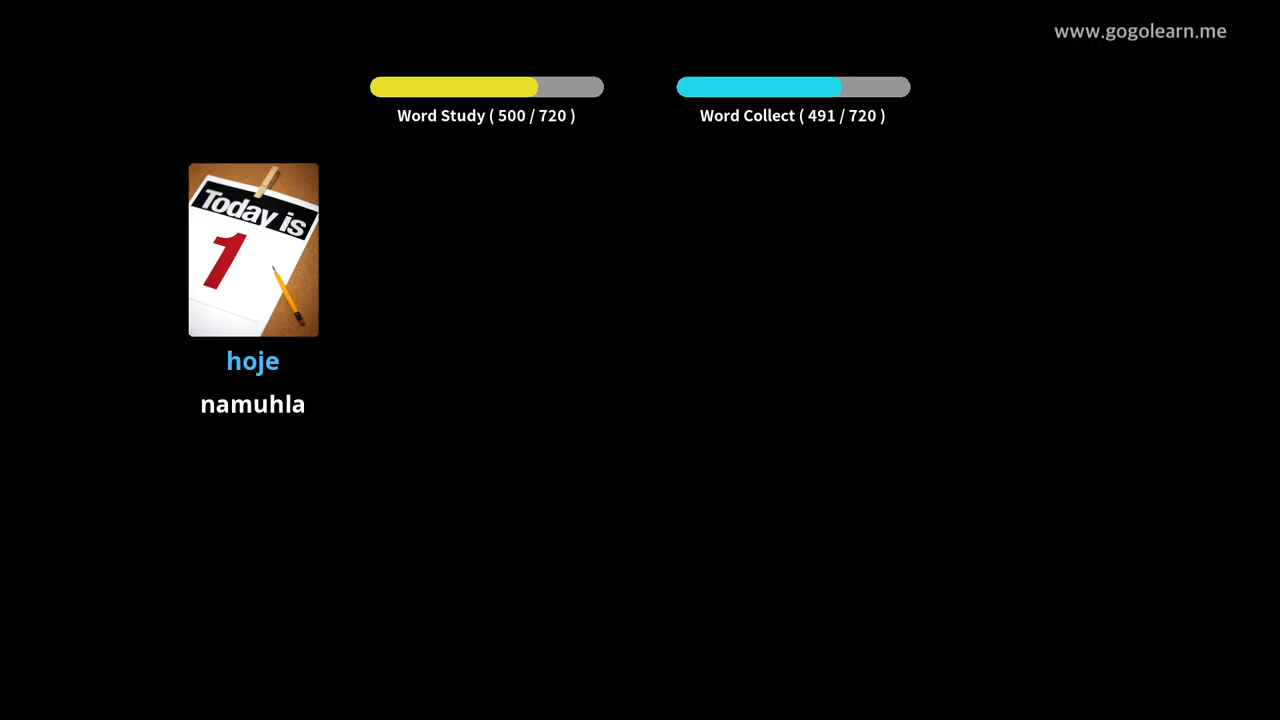 www.gogolearn.me
Word Study ( 500 / 720 )
Word Collect ( 491 / 720 )
Today is
1
hoje
namuhla